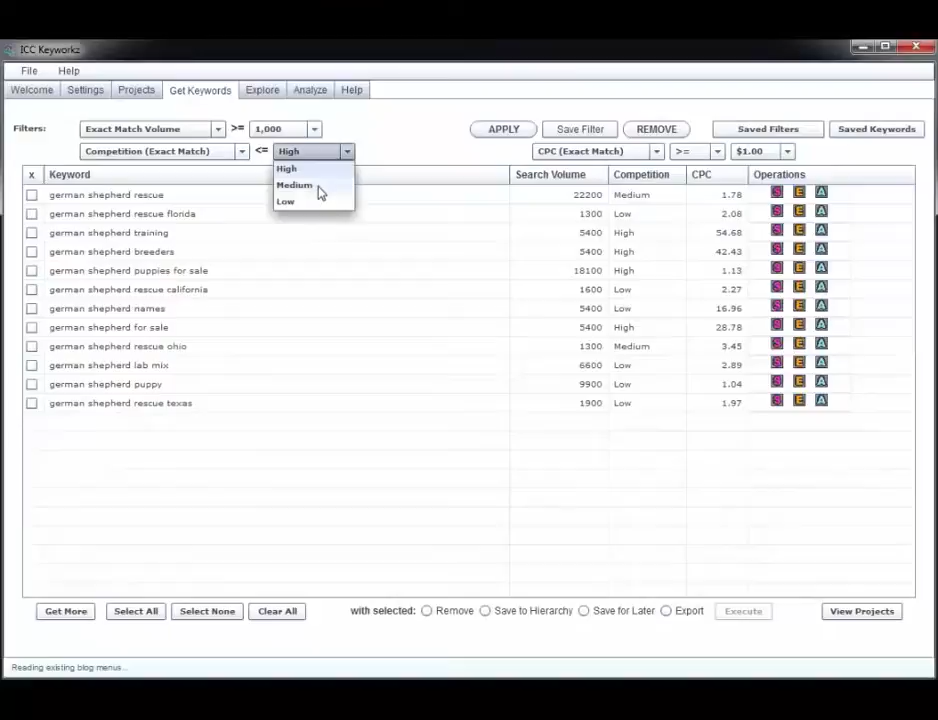 ICC Keyworkz
File Help
Welcome Settings Projects Get Keywords Explore Analyze Help
Filters: Exact Match Volume >= 1,000 APPLY Save Filter REMOVE Saved Filters Saved Keywords
Competition (Exact Match) <= High CPC (Exact Match) >= $1.00
High
Medium
Low
x Keyword Search Volume Competition CPC Operations
german shepherd rescue 22200 Medium 1.78 S E A
german shepherd rescue florida 1300 Low 2.08 S E A
german shepherd training 5400 High 54.68 S E A
german shepherd breeders 5400 High 42.43 S E A
german shepherd puppies for sale 18100 High 1.13 S E A
german shepherd rescue california 1600 Low 2.27 S E A
german shepherd names 5400 Low 16.96 S E A
german shepherd for sale 5400 High 28.78 S E A
german shepherd rescue ohio 1300 Medium 3.45 S E A
german shepherd lab mix 6600 Low 2.89 S E A
german shepherd puppy 9900 Low 1.04 S E A
german shepherd rescue texas 1900 Low 1.97 S E A
Get More Select All Select None Clear All with selected: Remove Save to Hierarchy Save for Later Export Execute View Projects
Reading existing blog menus...